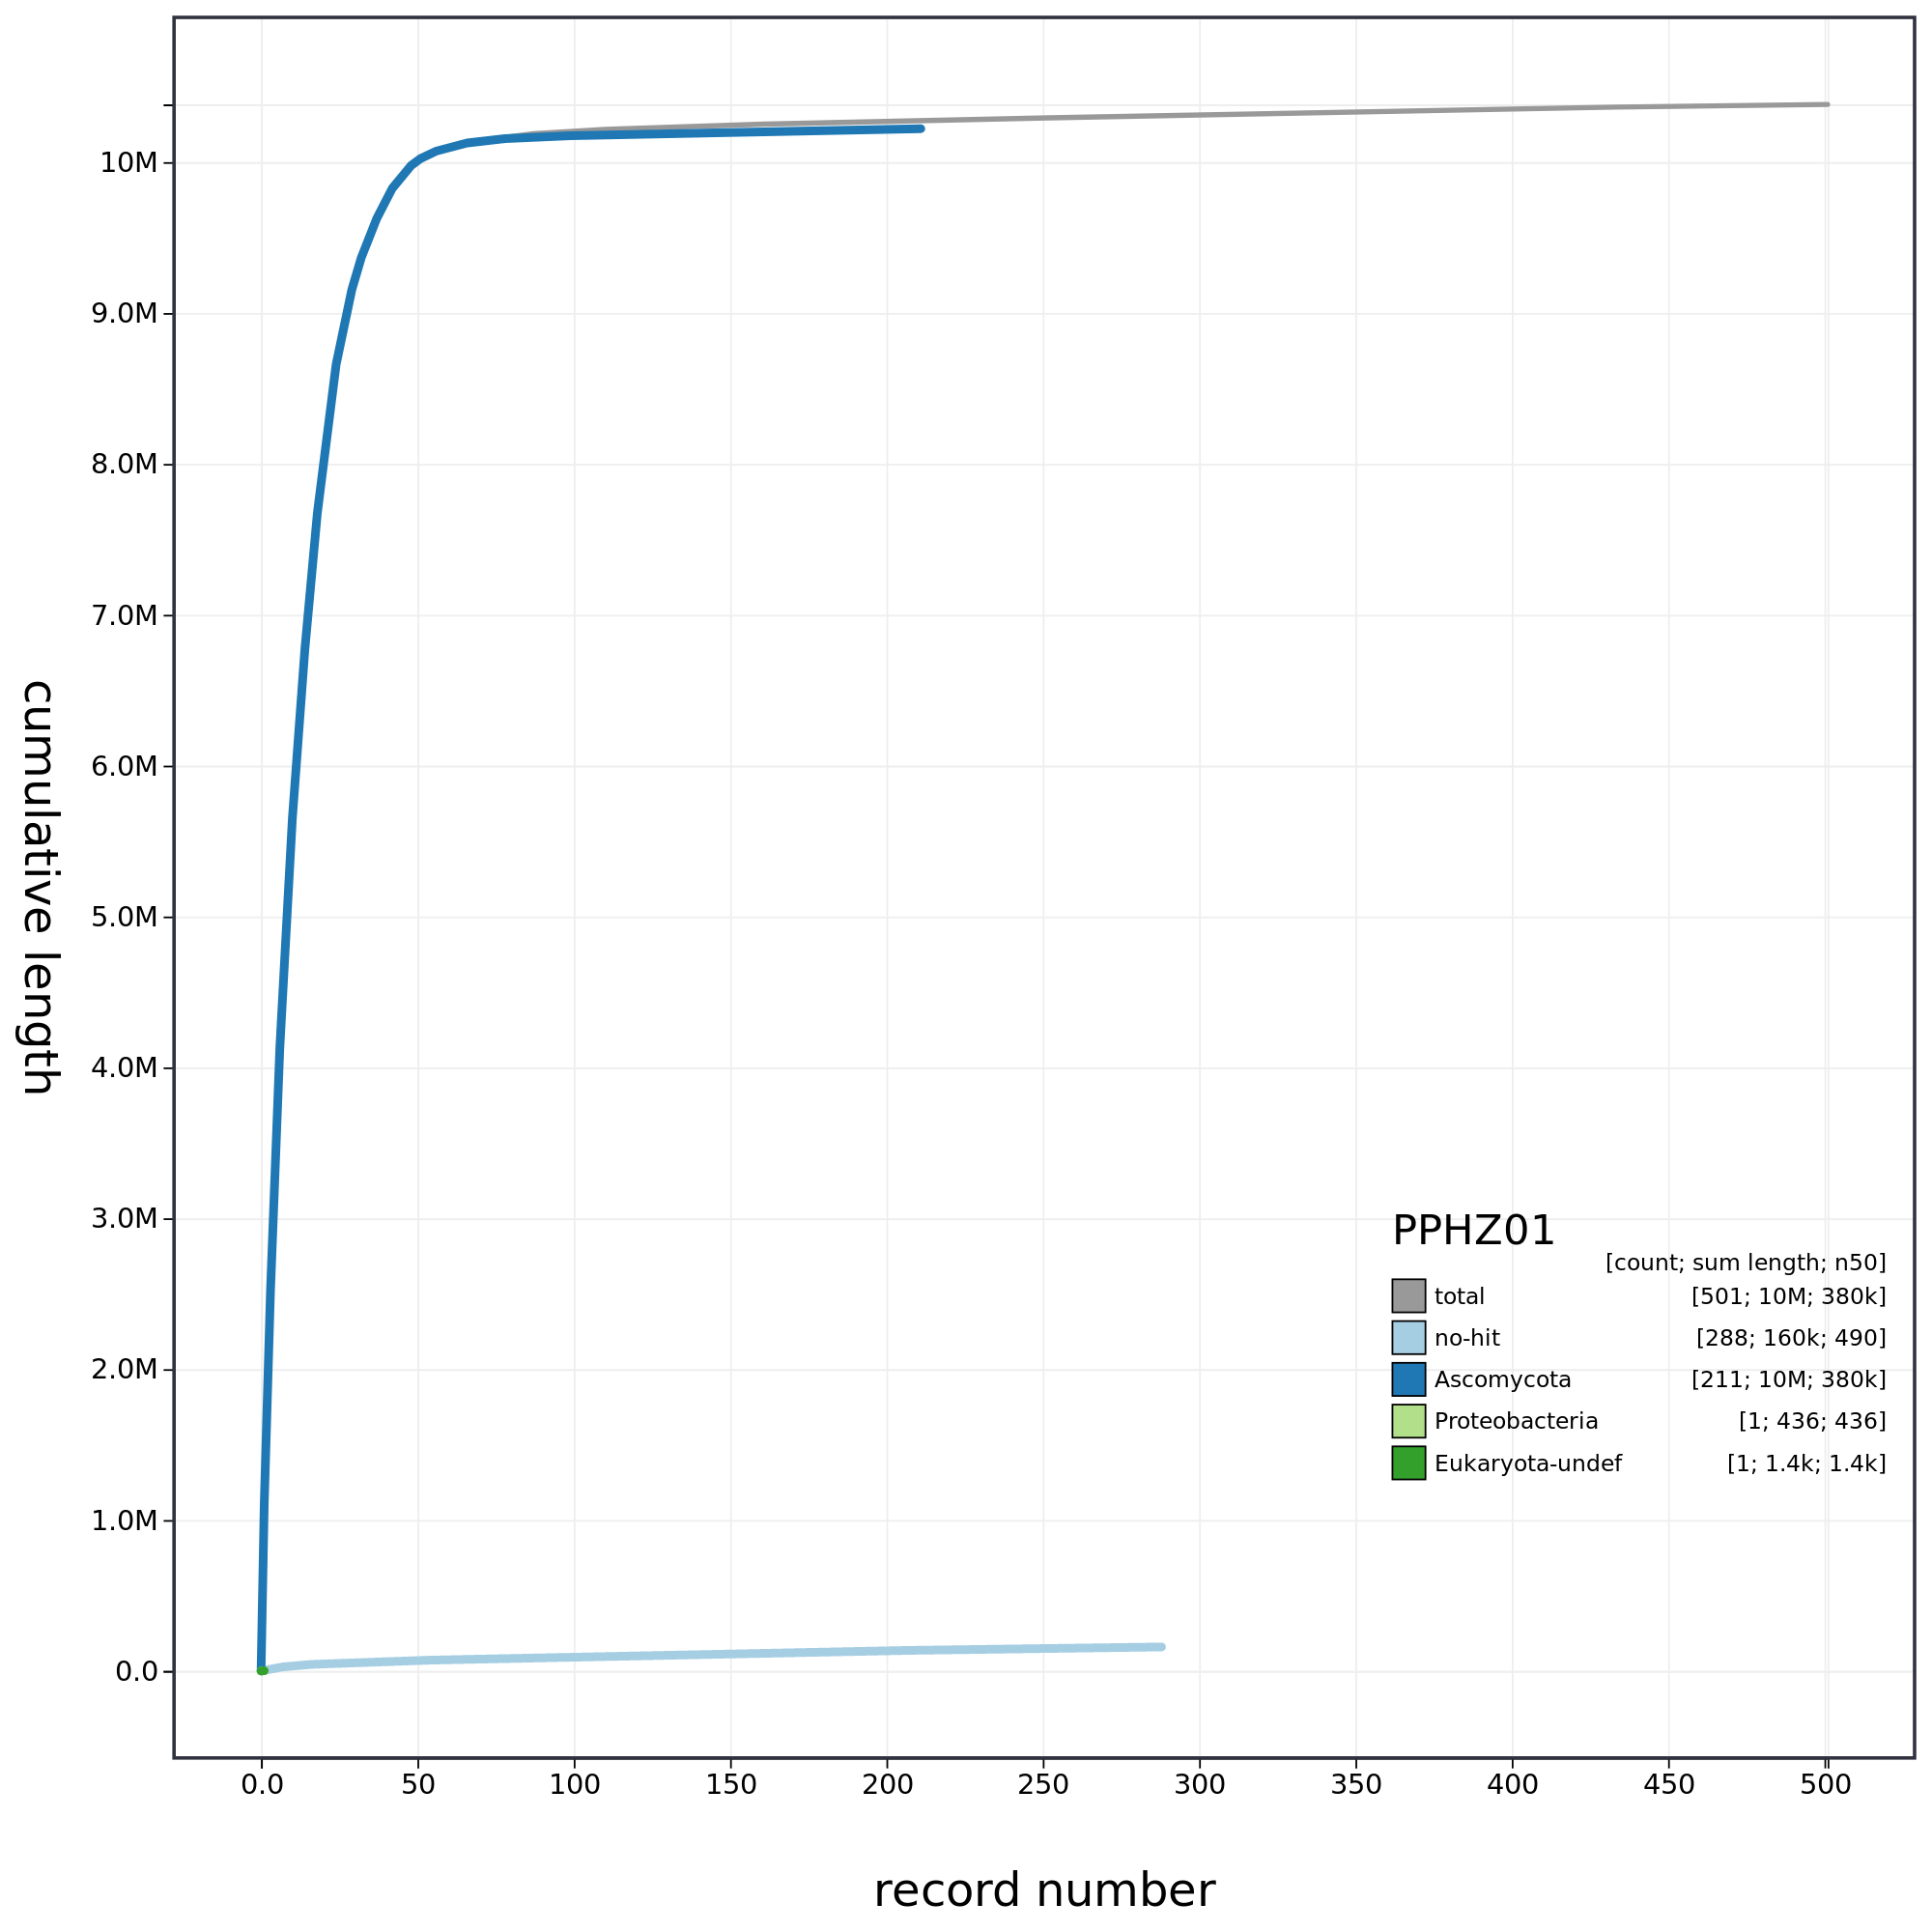 10M
9.0M
8.0M
7.0M
6.0M
5.0M
4.0M
3.0M
2.0M
1.0M
0.0
cumulative length
PPHZ01
[count; sum length; n50]
total [501; 10M; 380k]
no-hit [288; 160k; 490]
Ascomycota [211; 10M; 380k]
Proteobacteria [1; 436; 436]
Eukaryota-undef [1; 1.4k; 1.4k]
0.0 50 100 150 200 250 300 350 400 450 500
record number